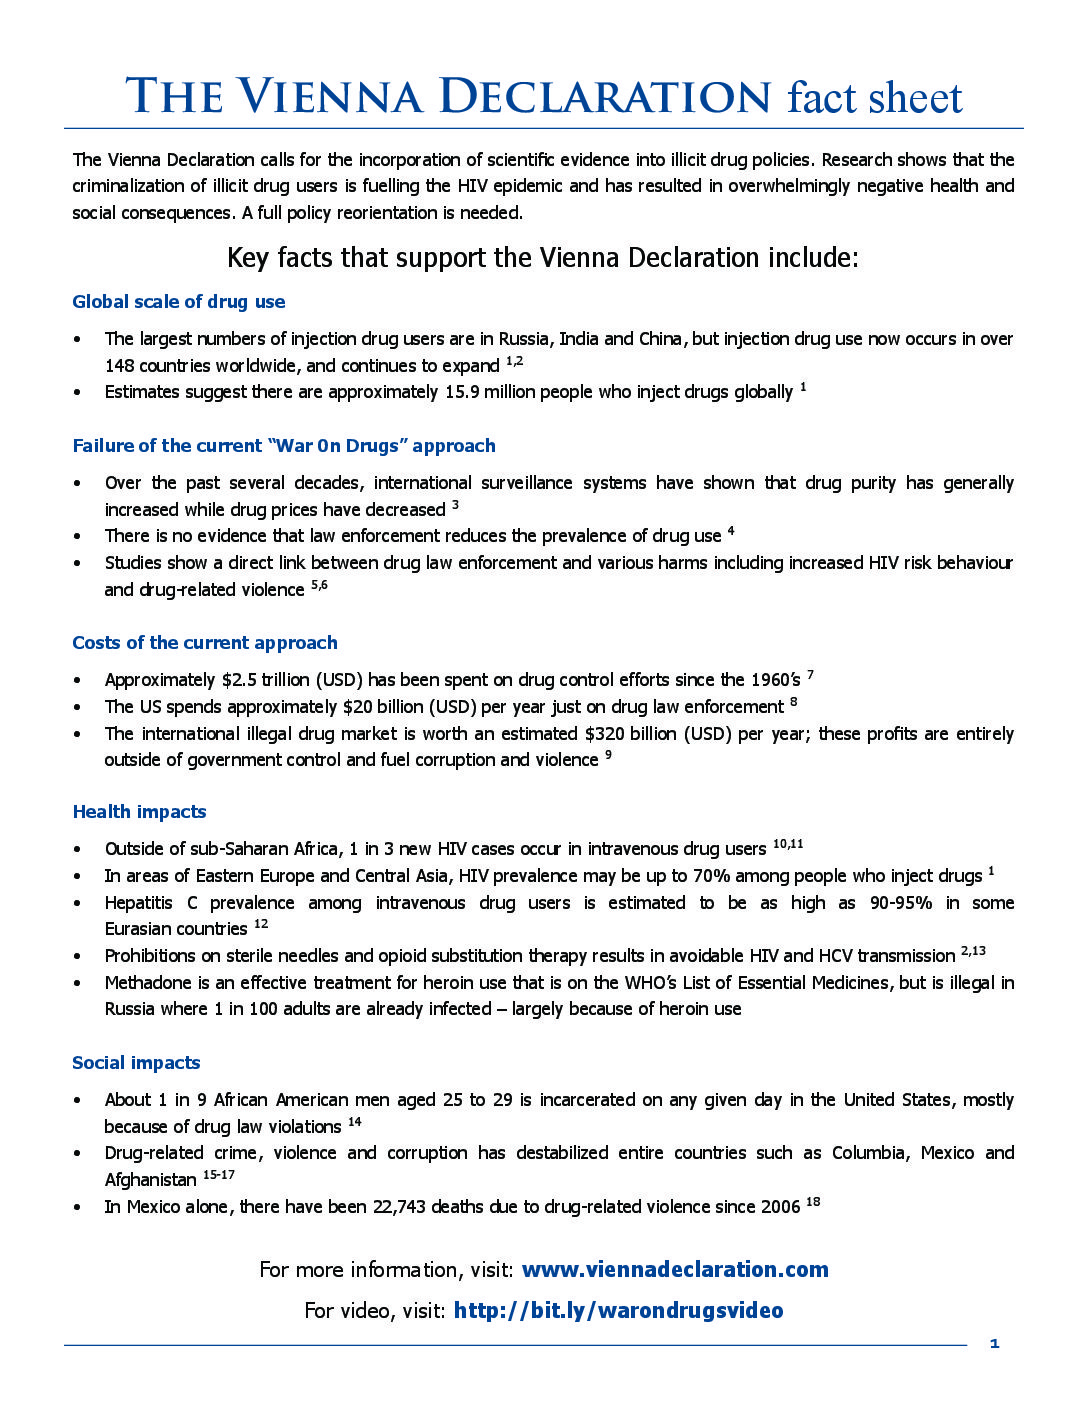 THE VIENNA DECLARATION fact sheet
The Vienna Declaration calls for the incorporation of scientific evidence into illicit drug policies. Research shows that the
criminalization of illicit drug users is fuelling the HIV epidemic and has resulted in overwhelmingly negative health and
social consequences. A full policy reorientation is needed.
Key facts that support the Vienna Declaration include:
Global scale of drug use
• The largest numbers of injection drug users are in Russia, India and China, but injection drug use now occurs in over
148 countries worldwide, and continues to expand 1,2
• Estimates suggest there are approximately 15.9 million people who inject drugs globally 1
Failure of the current “War 0n Drugs” approach
• Over the past several decades, international surveillance systems have shown that drug purity has generally
increased while drug prices have decreased 3
• There is no evidence that law enforcement reduces the prevalence of drug use 4
• Studies show a direct link between drug law enforcement and various harms including increased HIV risk behaviour
and drug-related violence 5,6
Costs of the current approach
• Approximately $2.5 trillion (USD) has been spent on drug control efforts since the 1960’s 7
• The US spends approximately $20 billion (USD) per year just on drug law enforcement 8
• The international illegal drug market is worth an estimated $320 billion (USD) per year; these profits are entirely
outside of government control and fuel corruption and violence 9
Health impacts
• Outside of sub-Saharan Africa, 1 in 3 new HIV cases occur in intravenous drug users 10,11
• In areas of Eastern Europe and Central Asia, HIV prevalence may be up to 70% among people who inject drugs 1
• Hepatitis C prevalence among intravenous drug users is estimated to be as high as 90-95% in some
Eurasian countries 12
• Prohibitions on sterile needles and opioid substitution therapy results in avoidable HIV and HCV transmission 2,13
• Methadone is an effective treatment for heroin use that is on the WHO’s List of Essential Medicines, but is illegal in
Russia where 1 in 100 adults are already infected – largely because of heroin use
Social impacts
• About 1 in 9 African American men aged 25 to 29 is incarcerated on any given day in the United States, mostly
because of drug law violations 14
• Drug-related crime, violence and corruption has destabilized entire countries such as Columbia, Mexico and
Afghanistan 15-17
• In Mexico alone, there have been 22,743 deaths due to drug-related violence since 2006 18
For more information, visit: www.viennadeclaration.com
For video, visit: http://bit.ly/warondrugsvideo
1